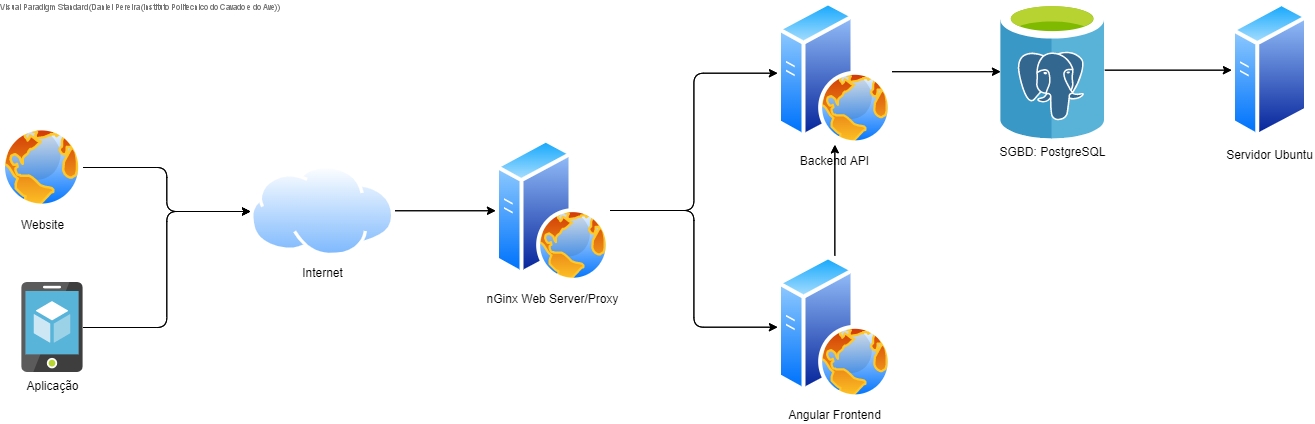 Visual Paradigm Standard(Daniel Pereira(Instituto Politecnico do Cavado e do Ave))
Backend API
SGBD: PostgreSQL
Servidor Ubuntu
Website
Internet
nGinx Web Server/Proxy
Aplicação
Angular Frontend